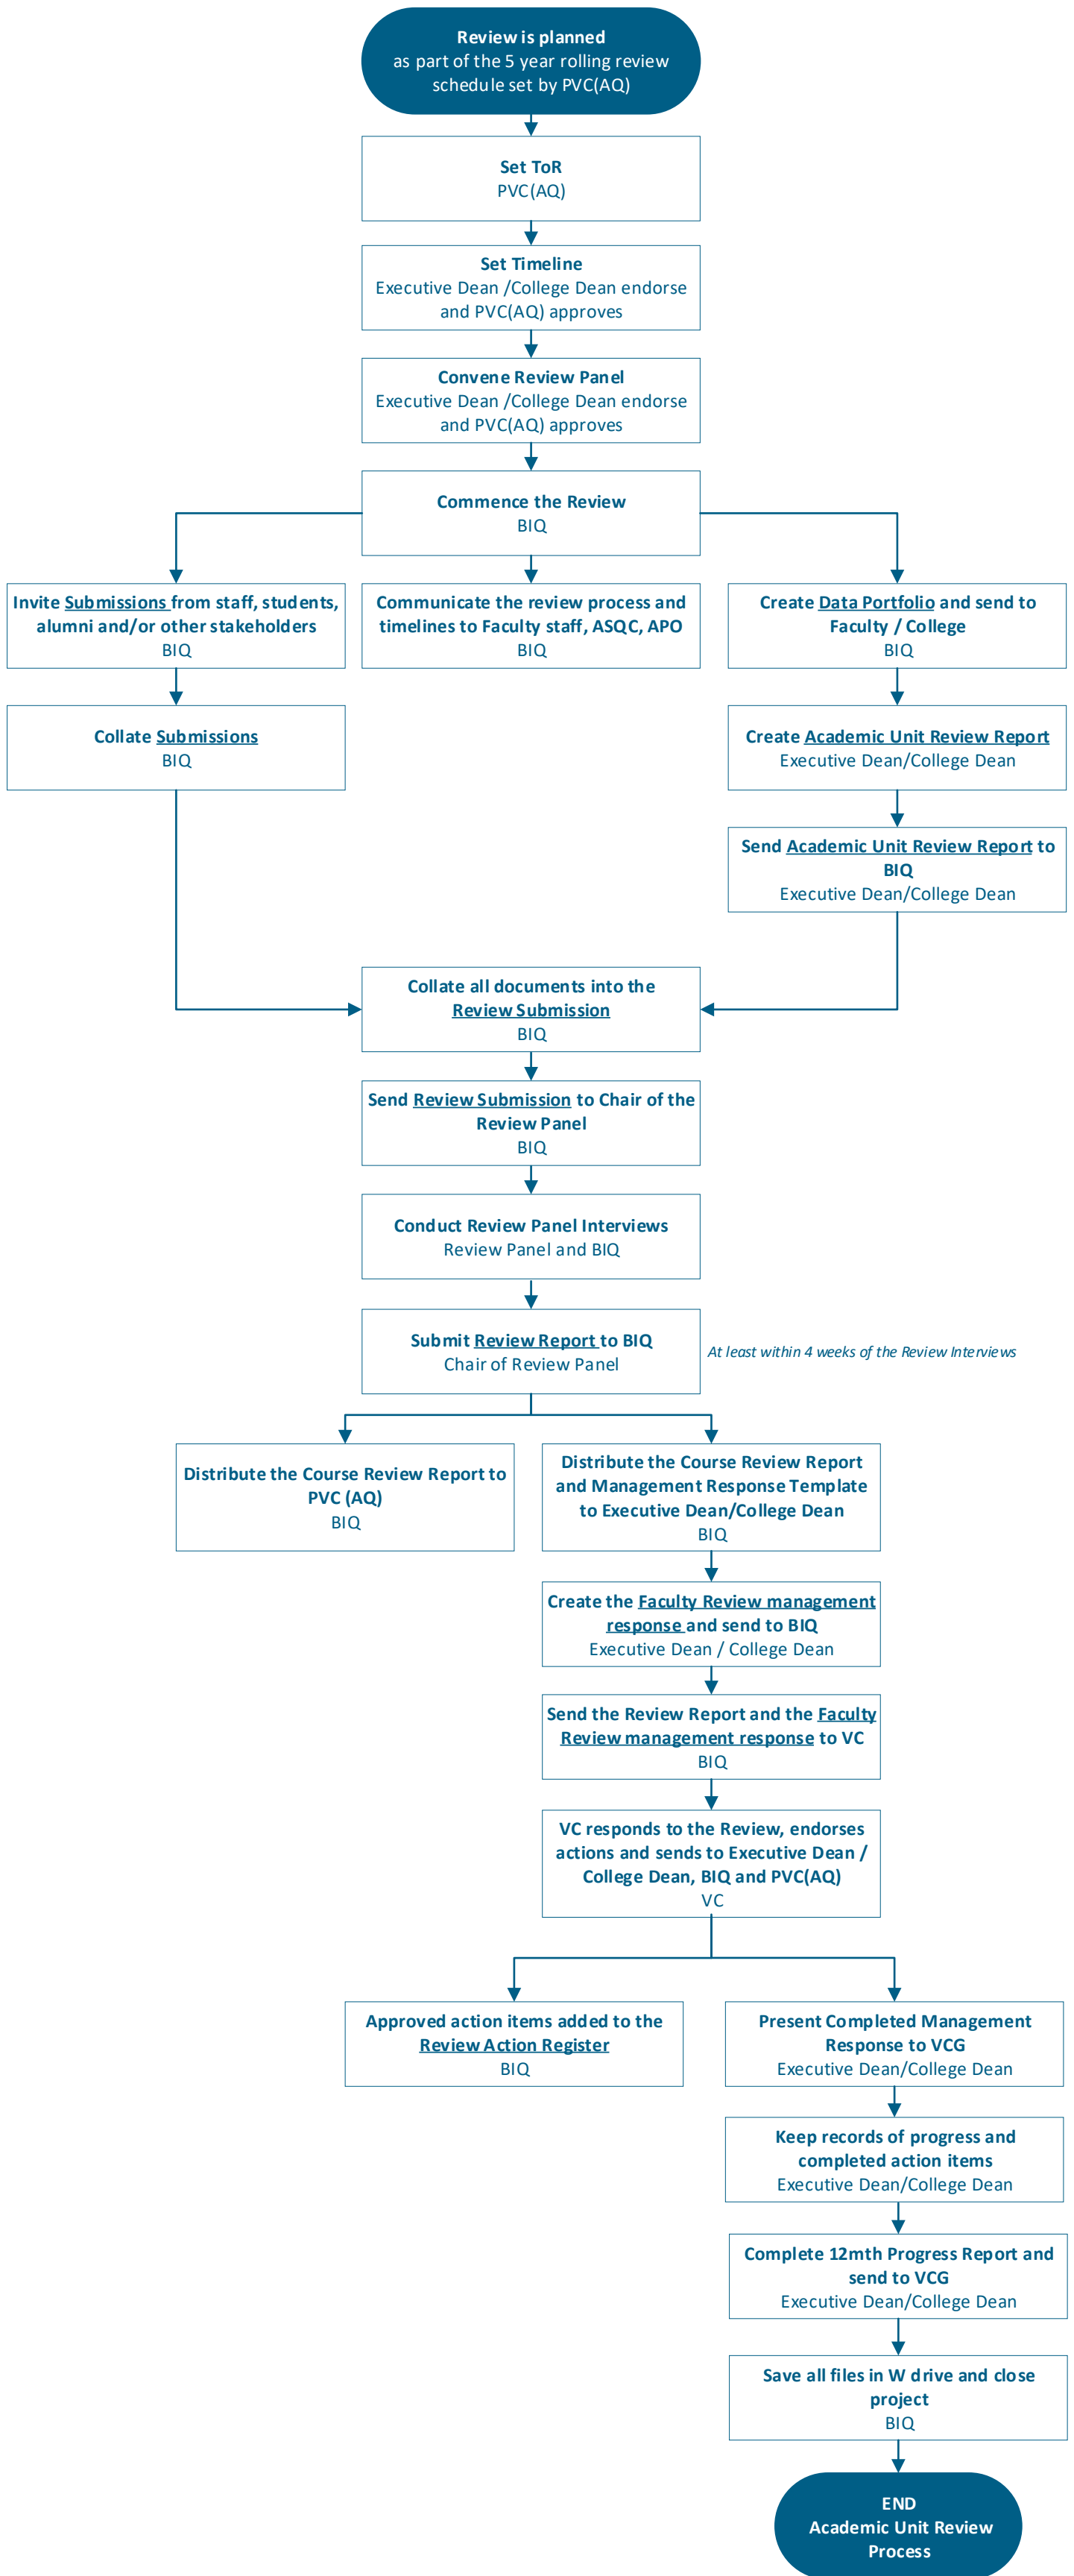 Review is planned
as part of the 5 year rolling review
schedule set by PVC(AQ)
Set ToR
PVC(AQ)
Set Timeline
Executive Dean /College Dean endorse
and PVC(AQ) approves
Convene Review Panel
Executive Dean /College Dean endorse
and PVC(AQ) approves
Commence the Review
BIQ
Invite Submissions from staff, students,
alumni and/or other stakeholders
BIQ
Communicate the review process and
timelines to Faculty staff, ASQC, APO
BIQ
Create Data Portfolio and send to
Faculty / College
BIQ
Collate Submissions
BIQ
Create Academic Unit Review Report
Executive Dean/College Dean
Send Academic Unit Review Report to
BIQ
Executive Dean/College Dean
Collate all documents into the
Review Submission
BIQ
Send Review Submission to Chair of the
Review Panel
BIQ
Conduct Review Panel Interviews
Review Panel and BIQ
Submit Review Report to BIQ
Chair of Review Panel
At least within 4 weeks of the Review Interviews
Distribute the Course Review Report to
PVC (AQ)
BIQ
Distribute the Course Review Report
and Management Response Template
to Executive Dean/College Dean
BIQ
Create the Faculty Review management
response and send to BIQ
Executive Dean / College Dean
Send the Review Report and the Faculty
Review management response to VC
BIQ
VC responds to the Review, endorses
actions and sends to Executive Dean /
College Dean, BIQ and PVC(AQ)
VC
Approved action items added to the
Review Action Register
BIQ
Present Completed Management
Response to VCG
Executive Dean/College Dean
Keep records of progress and
completed action items
Executive Dean/College Dean
Complete 12mth Progress Report and
send to VCG
Executive Dean/College Dean
Save all files in W drive and close
project
BIQ
END
Academic Unit Review
Process